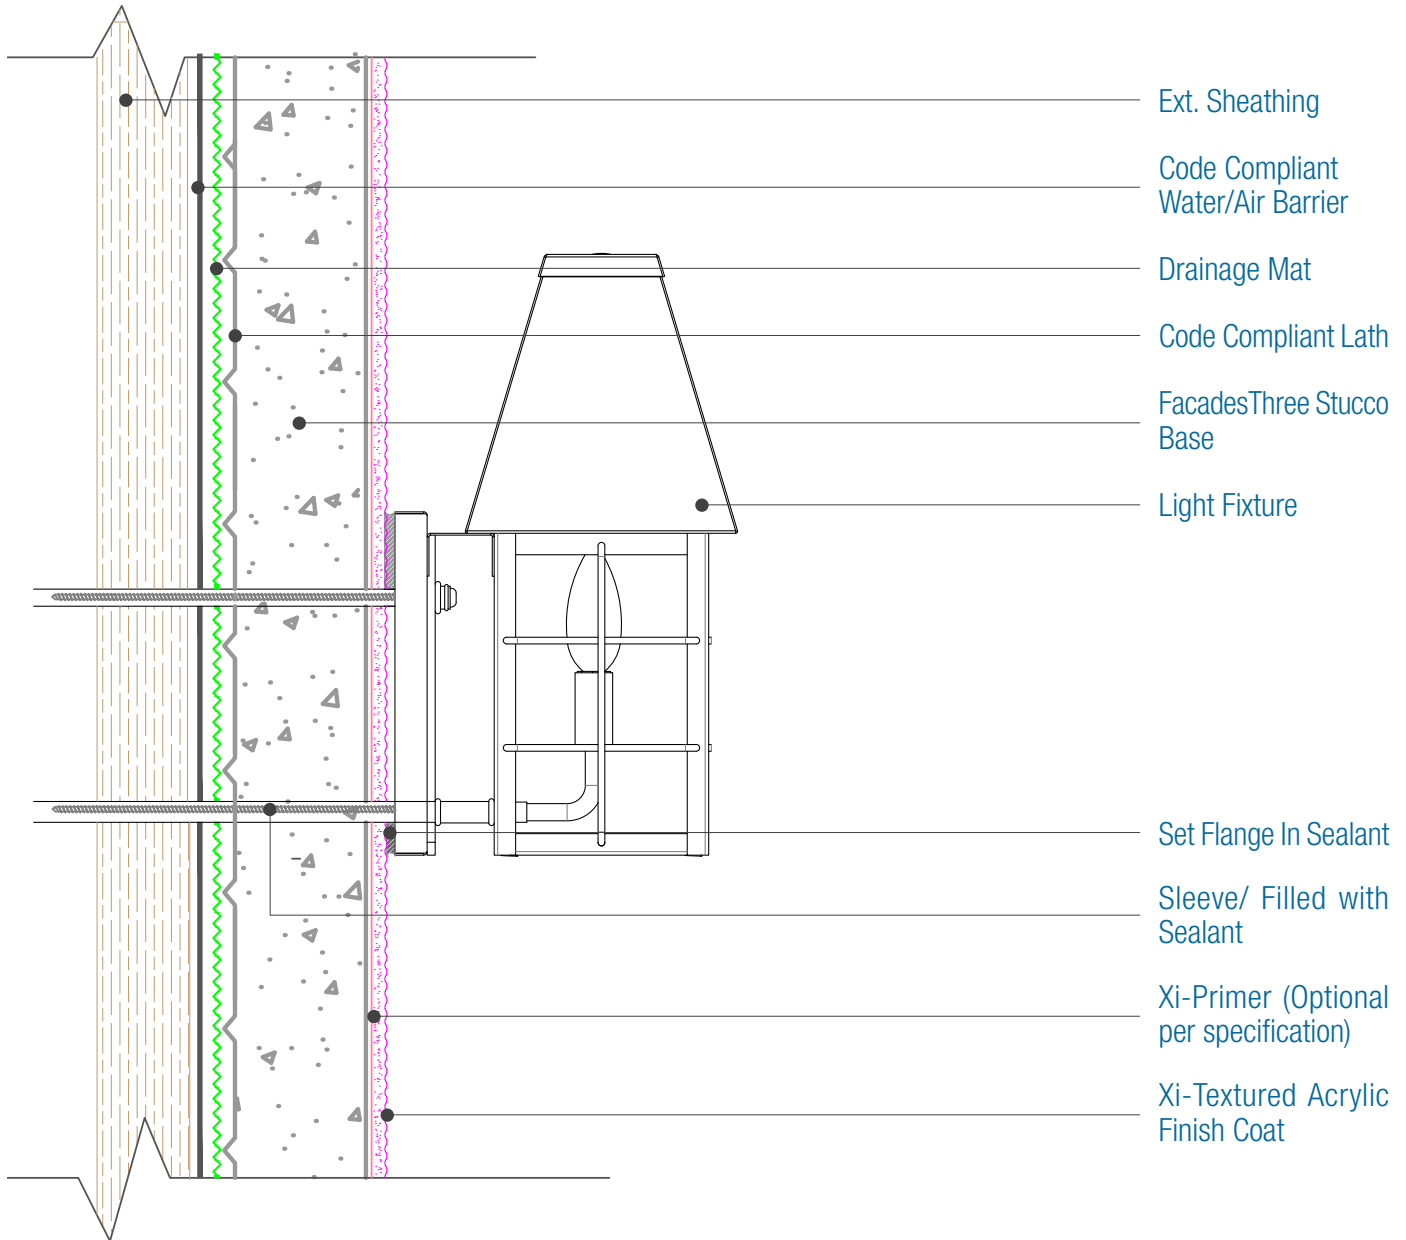 Ext. Sheathing
Code Compliant
Water/Air Barrier
Drainage Mat
Code Compliant Lath
FacadesThree Stucco
Base
Light Fixture
Set Flange In Sealant
Sleeve/ Filled with
Sealant
Xi-Primer (Optional
per specification)
Xi-Textured Acrylic
Finish Coat